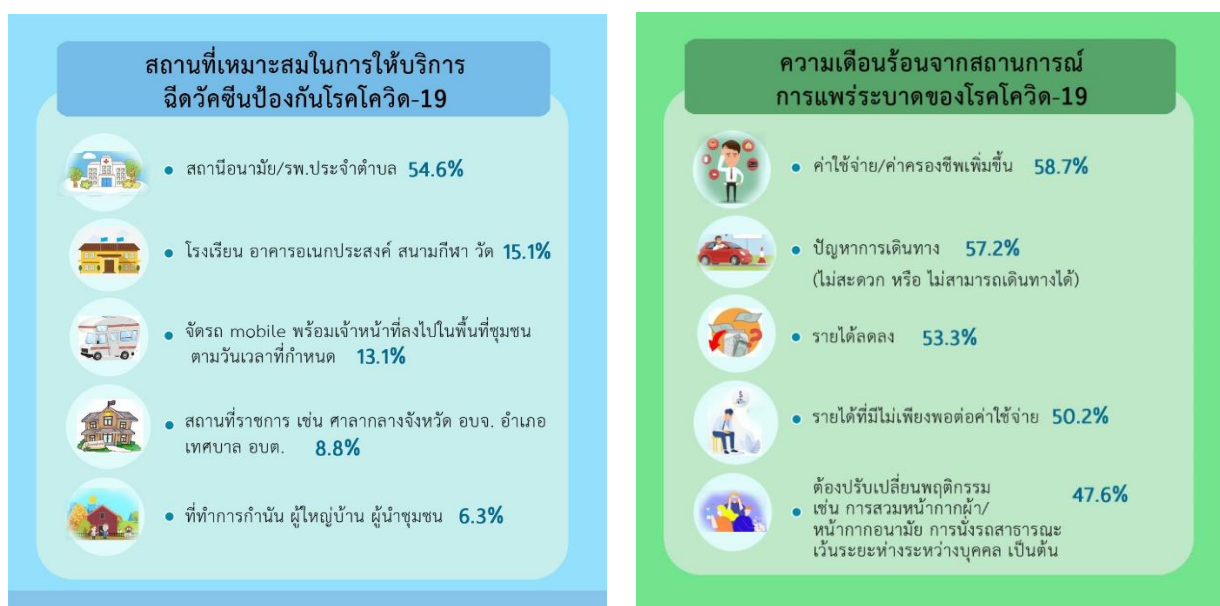 สถานที่เหมาะสมในการให้บริการ
ฉีดวัคซีนป้องกันโรคโควิด-19
• สถานีอนามัย/รพ.ประจำตำบล 54.6%
• โรงเรียน อาคารอเนกประสงค์ สนามกีฬา วัด 15.1%
• จัดรถ mobile พร้อมเจ้าหน้าที่ลงไปในพื้นที่ชุมชน
ตามวันเวลาที่กำหนด 13.1%
• สถานที่ราชการ เช่น ศาลากลางจังหวัด อบจ. อำเภอ
เทศบาล อบต. 8.8%
• ที่ทำการกำนัน ผู้ใหญ่บ้าน ผู้นำชุมชน 6.3%
ความเดือนร้อนจากสถานการณ์
การแพร่ระบาดของโรคโควิด-19
• ค่าใช้จ่าย/ค่าครองชีพเพิ่มขึ้น 58.7%
• ปัญหาการเดินทาง 57.2%
(ไม่สะดวก หรือ ไม่สามารถเดินทางได้)
• รายได้ลดลง 53.3%
• รายได้ที่มีไม่เพียงพอต่อค่าใช้จ่าย 50.2%
ต้องปรับเปลี่ยนพฤติกรรม 47.6%
• เช่น การสวมหน้ากากผ้า/
หน้ากากอนามัย การนั่งรถสาธารณะ
เว้นระยะห่างระหว่างบุคคล เป็นต้น